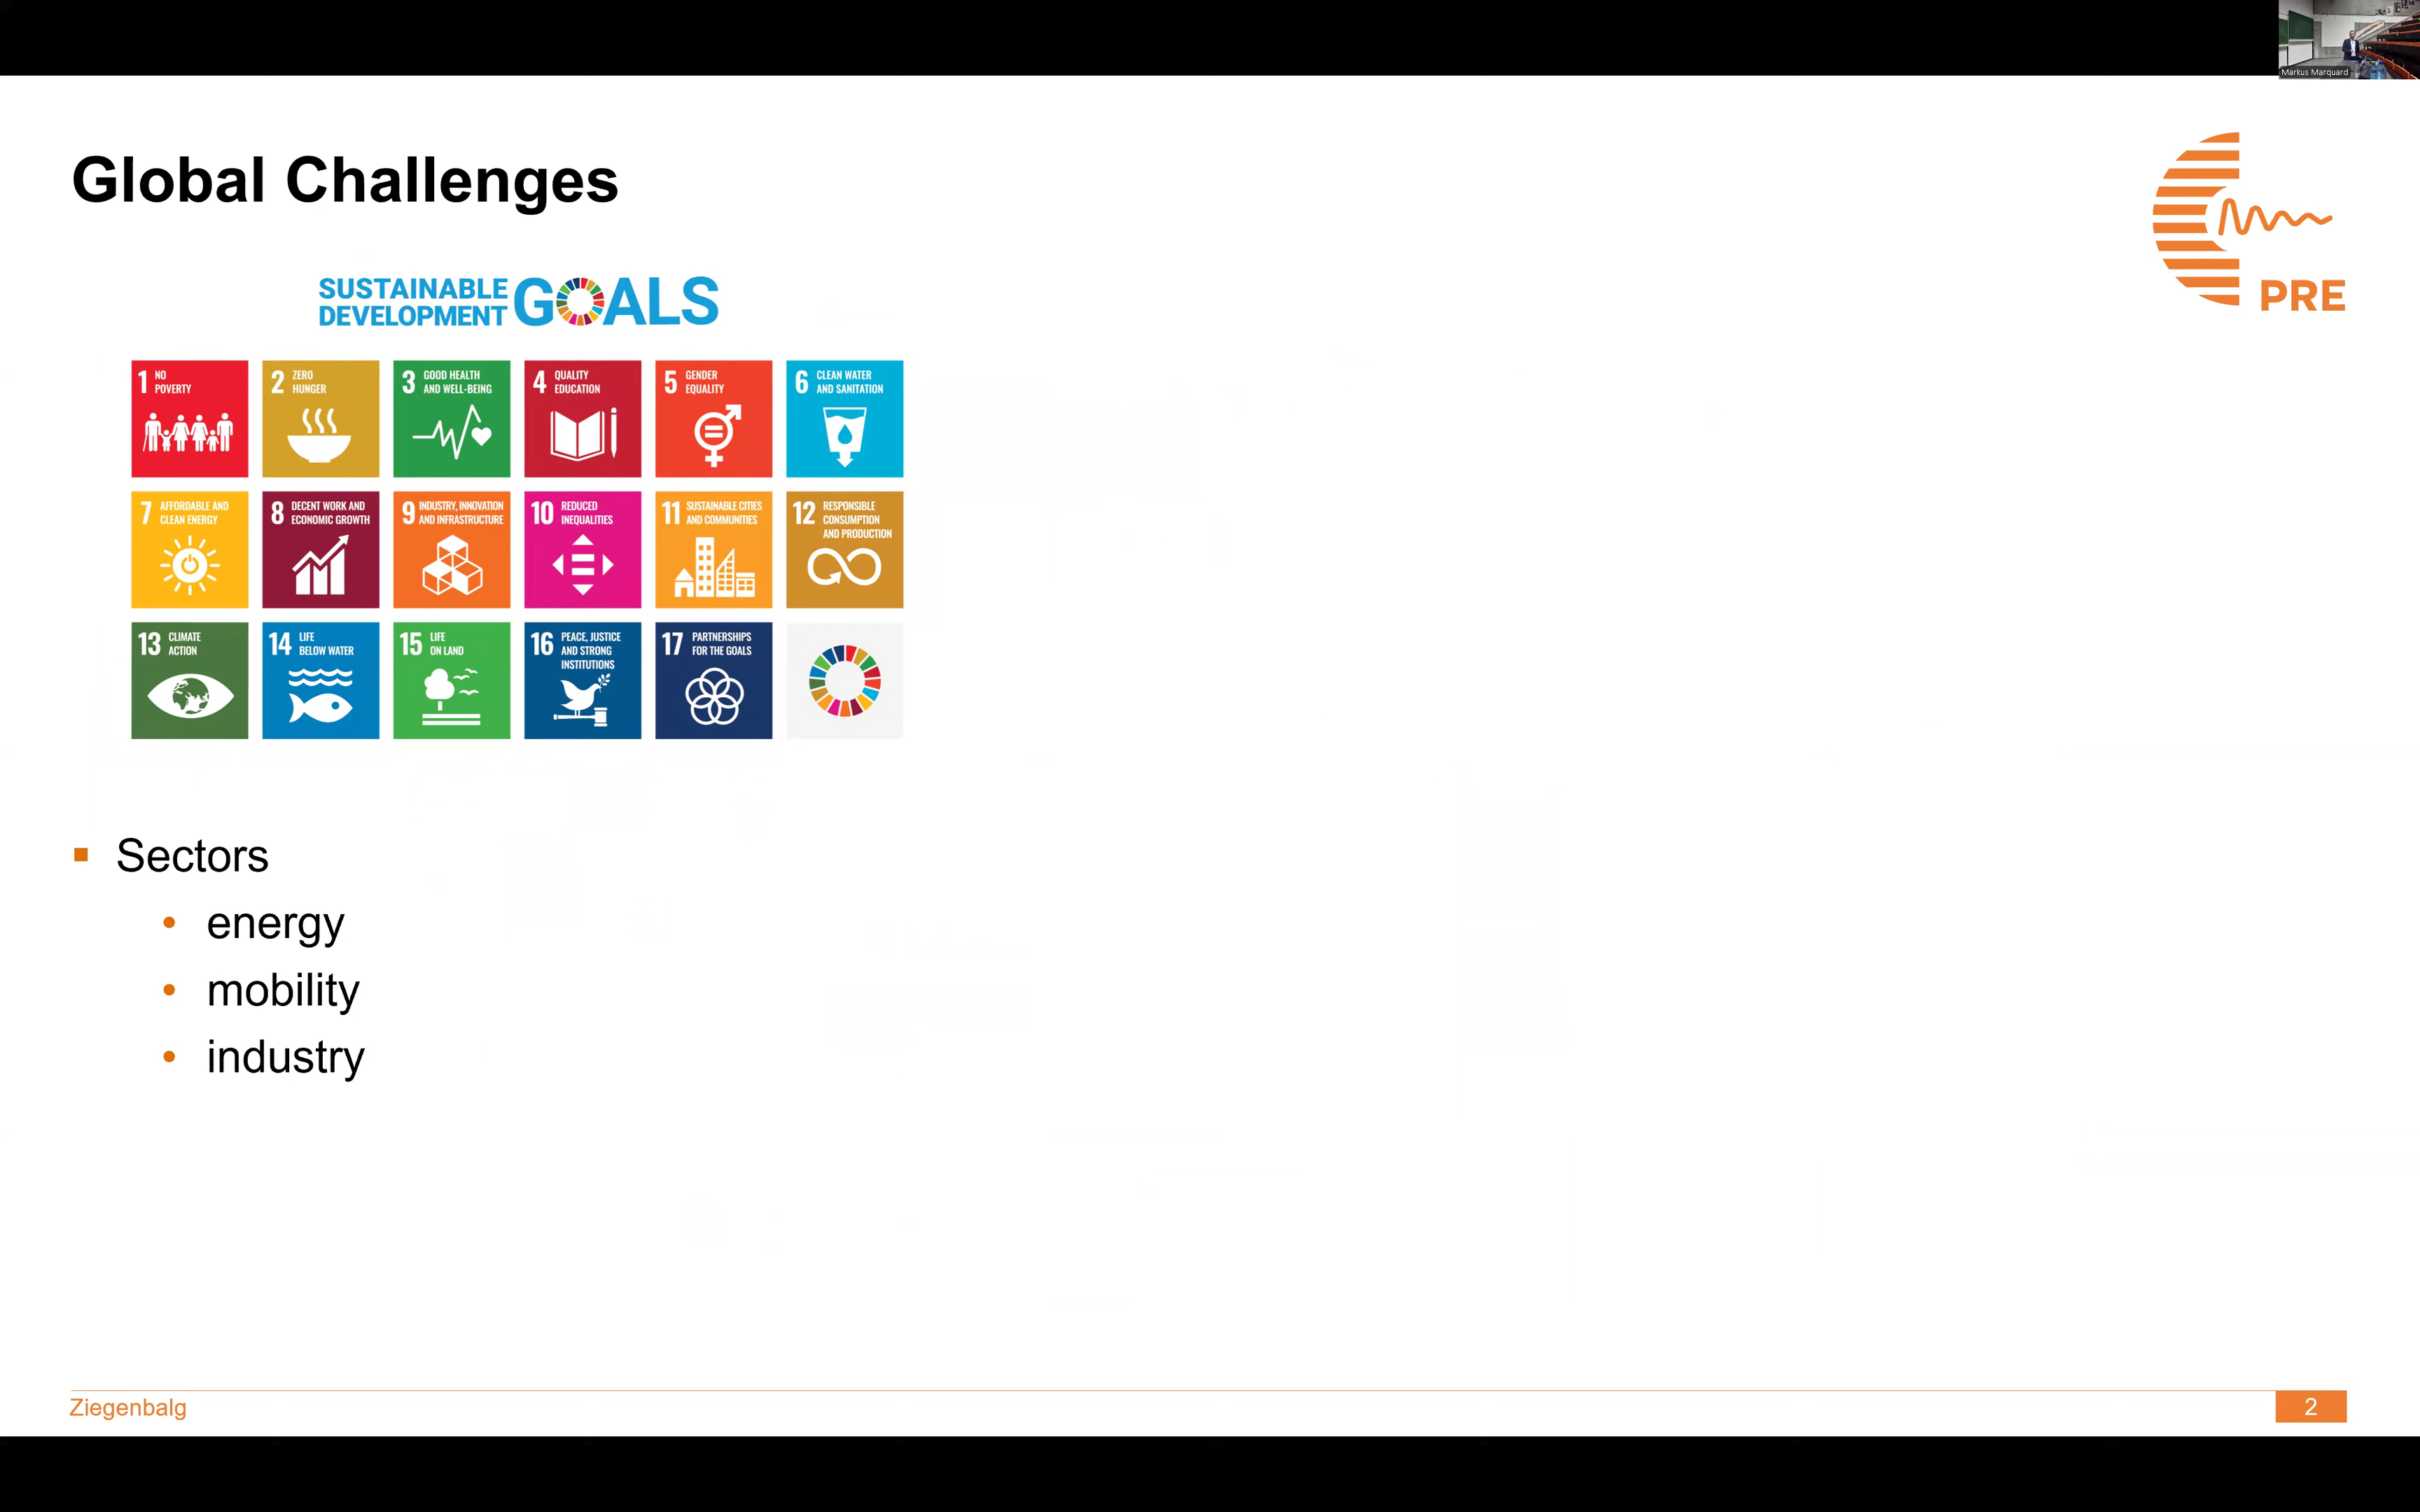 Markus Marquard
Global Challenges
PRE
SUSTAINABLE
DEVELOPMENT
GOALS
1 NO
POVERTY
2 ZERO
HUNGER
3 GOOD HEALTH
AND WELL-BEING
4 QUALITY
EDUCATION
5 GENDER
EQUALITY
6 CLEAN WATER
AND SANITATION
7 AFFORDABLE AND
CLEAN ENERGY
8 DECENT WORK AND
ECONOMIC GROWTH
9 INDUSTRY, INNOVATION
AND INFRASTRUCTURE
10 REDUCED
INEQUALITIES
11 SUSTAINABLE CITIES
AND COMMUNITIES
12 RESPONSIBLE
CONSUMPTION
AND PRODUCTION
13 CLIMATE
ACTION
14 LIFE
BELOW WATER
15 LIFE
ON LAND
16 PEACE, JUSTICE
AND STRONG
INSTITUTIONS
17 PARTNERSHIPS
FOR THE GOALS
▪ Sectors
• energy
• mobility
• industry
Ziegenbalg
2